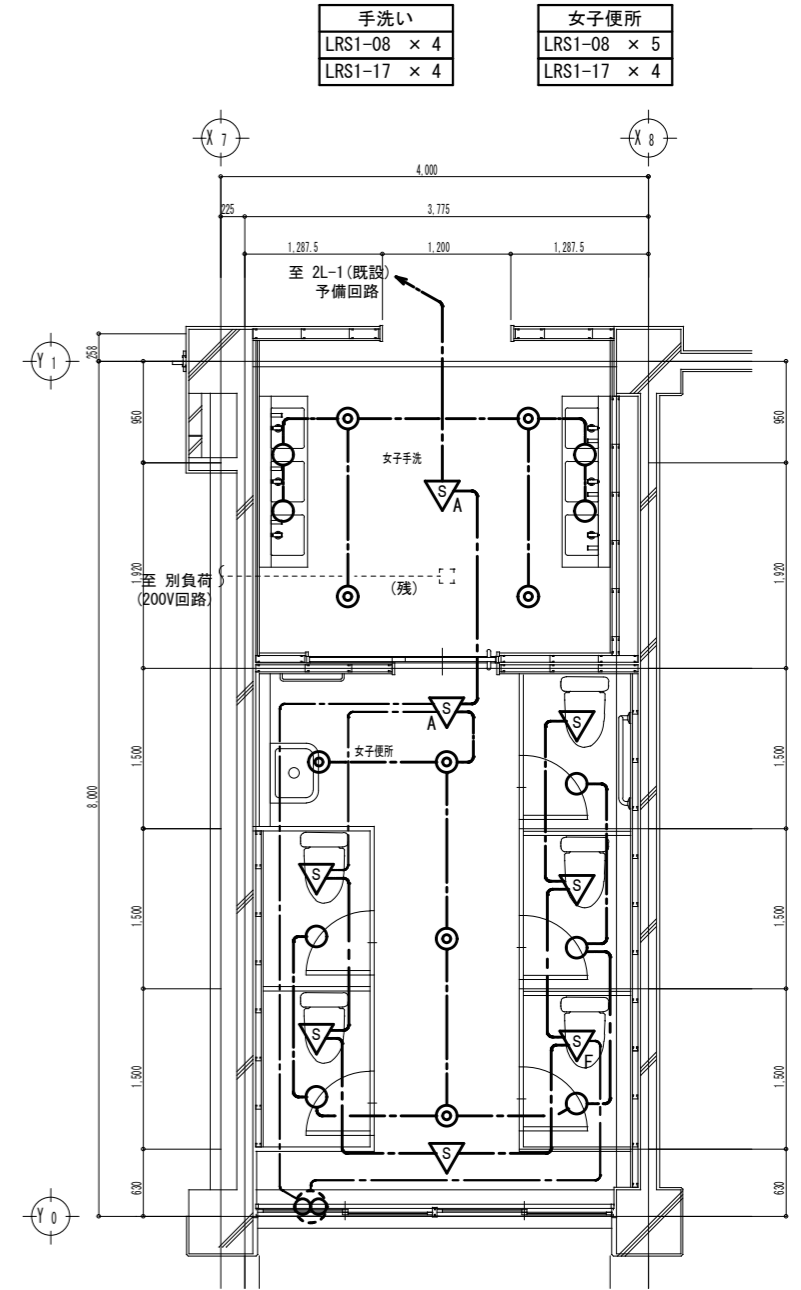 手洗い
LRS1-08 × 4
LRS1-17 × 4
女子便所
LRS1-08 × 5
LRS1-17 × 4
X 7
X 8
4,000
225
3,775
1,287.5
1,200
1,287.5
至 2L-1(既設)
予備回路
258
Y 1
950
950
女子手洗
S
A
1,920
1,920
至 別負荷
(200V回路)
(残)
S
A
S
女子便所
1,500
1,500
8,000
S
S
1,500
1,500
S
S
E
1,500
1,500
S
630
630
Y 0